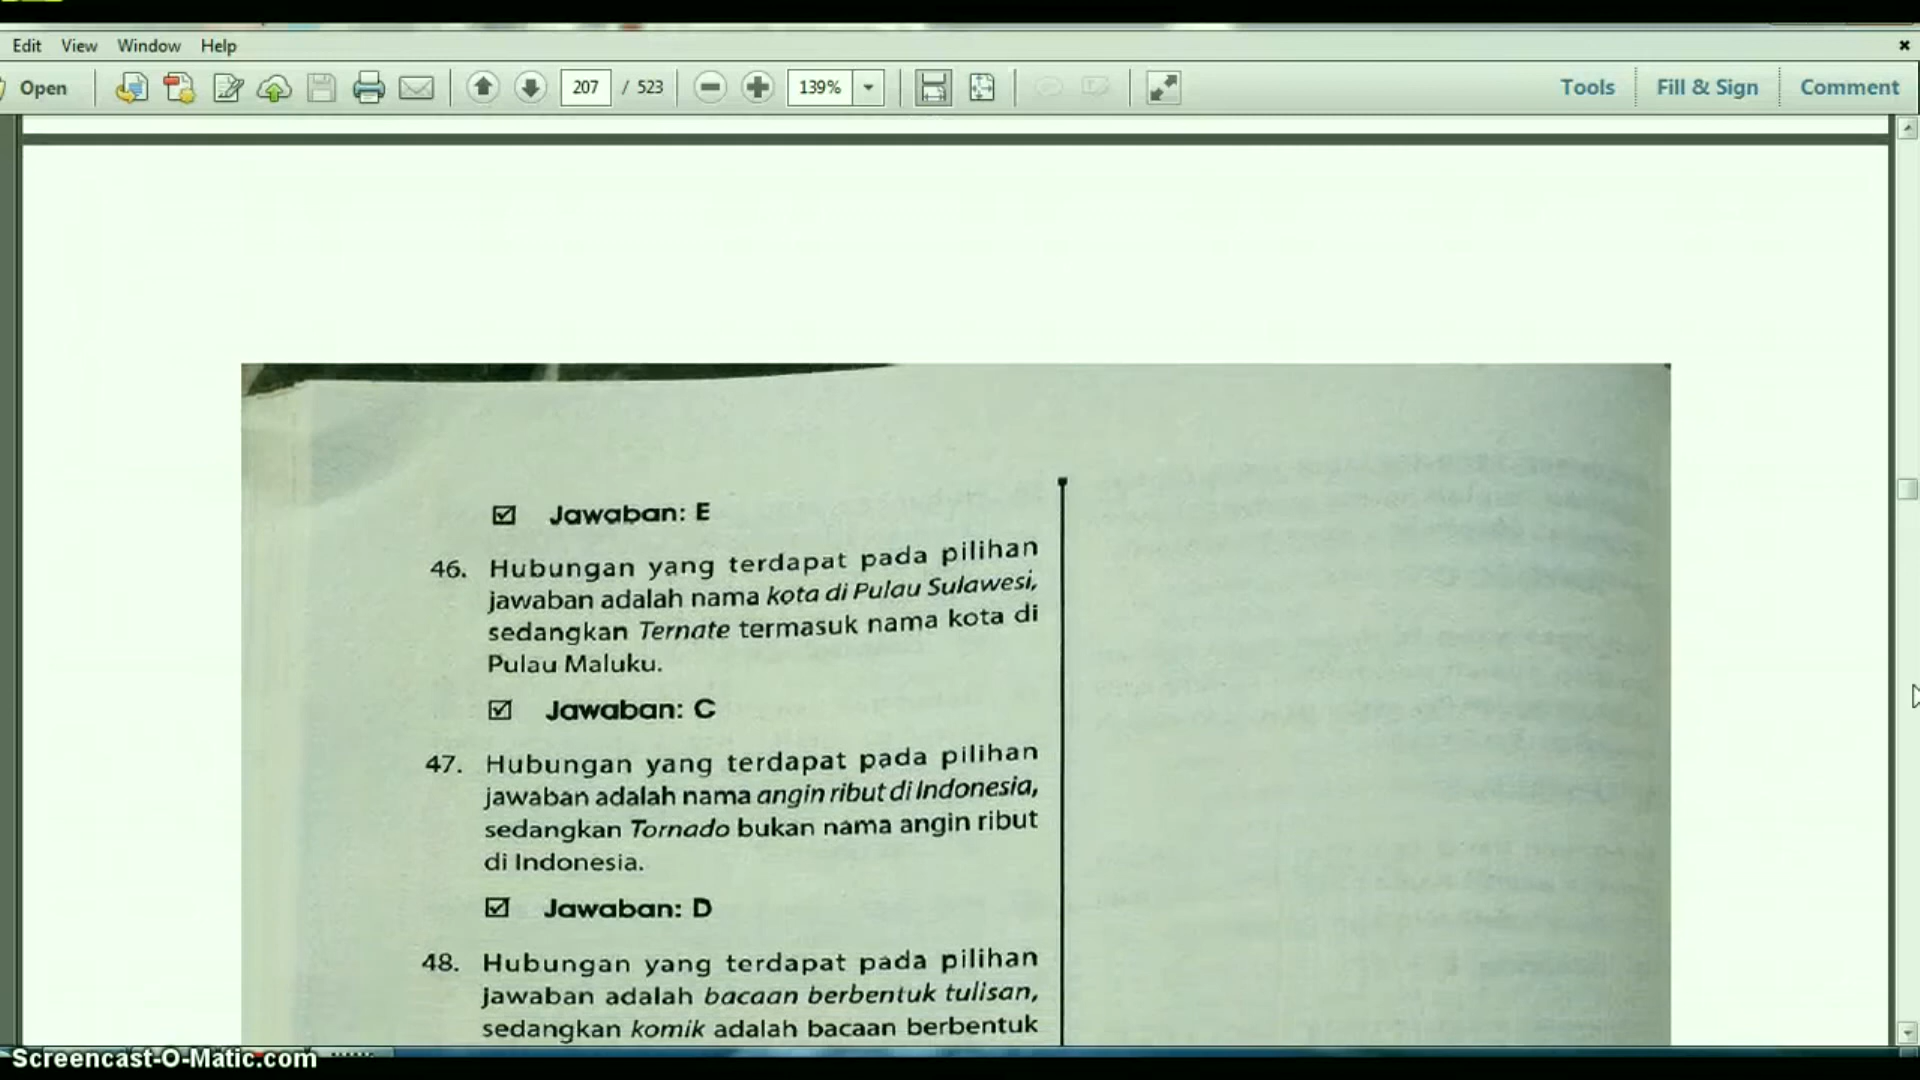 Edit View Window Help
Open 207 / 523 139% Tools Fill & Sign Comment
Jawaban: E
46. Hubungan yang terdapat pada pilihan
jawaban adalah nama kota di Pulau Sulawesi,
sedangkan Ternate termasuk nama kota di
Pulau Maluku.
Jawaban: C
47. Hubungan yang terdapat pada pilihan
jawaban adalah nama angin ribut di Indonesia,
sedangkan Tornado bukan nama angin ribut
di Indonesia.
Jawaban: D
48. Hubungan yang terdapat pada pilihan
jawaban adalah bacaan berbentuk tulisan,
sedangkan komik adalah bacaan berbentuk
Screencast-O-Matic.com